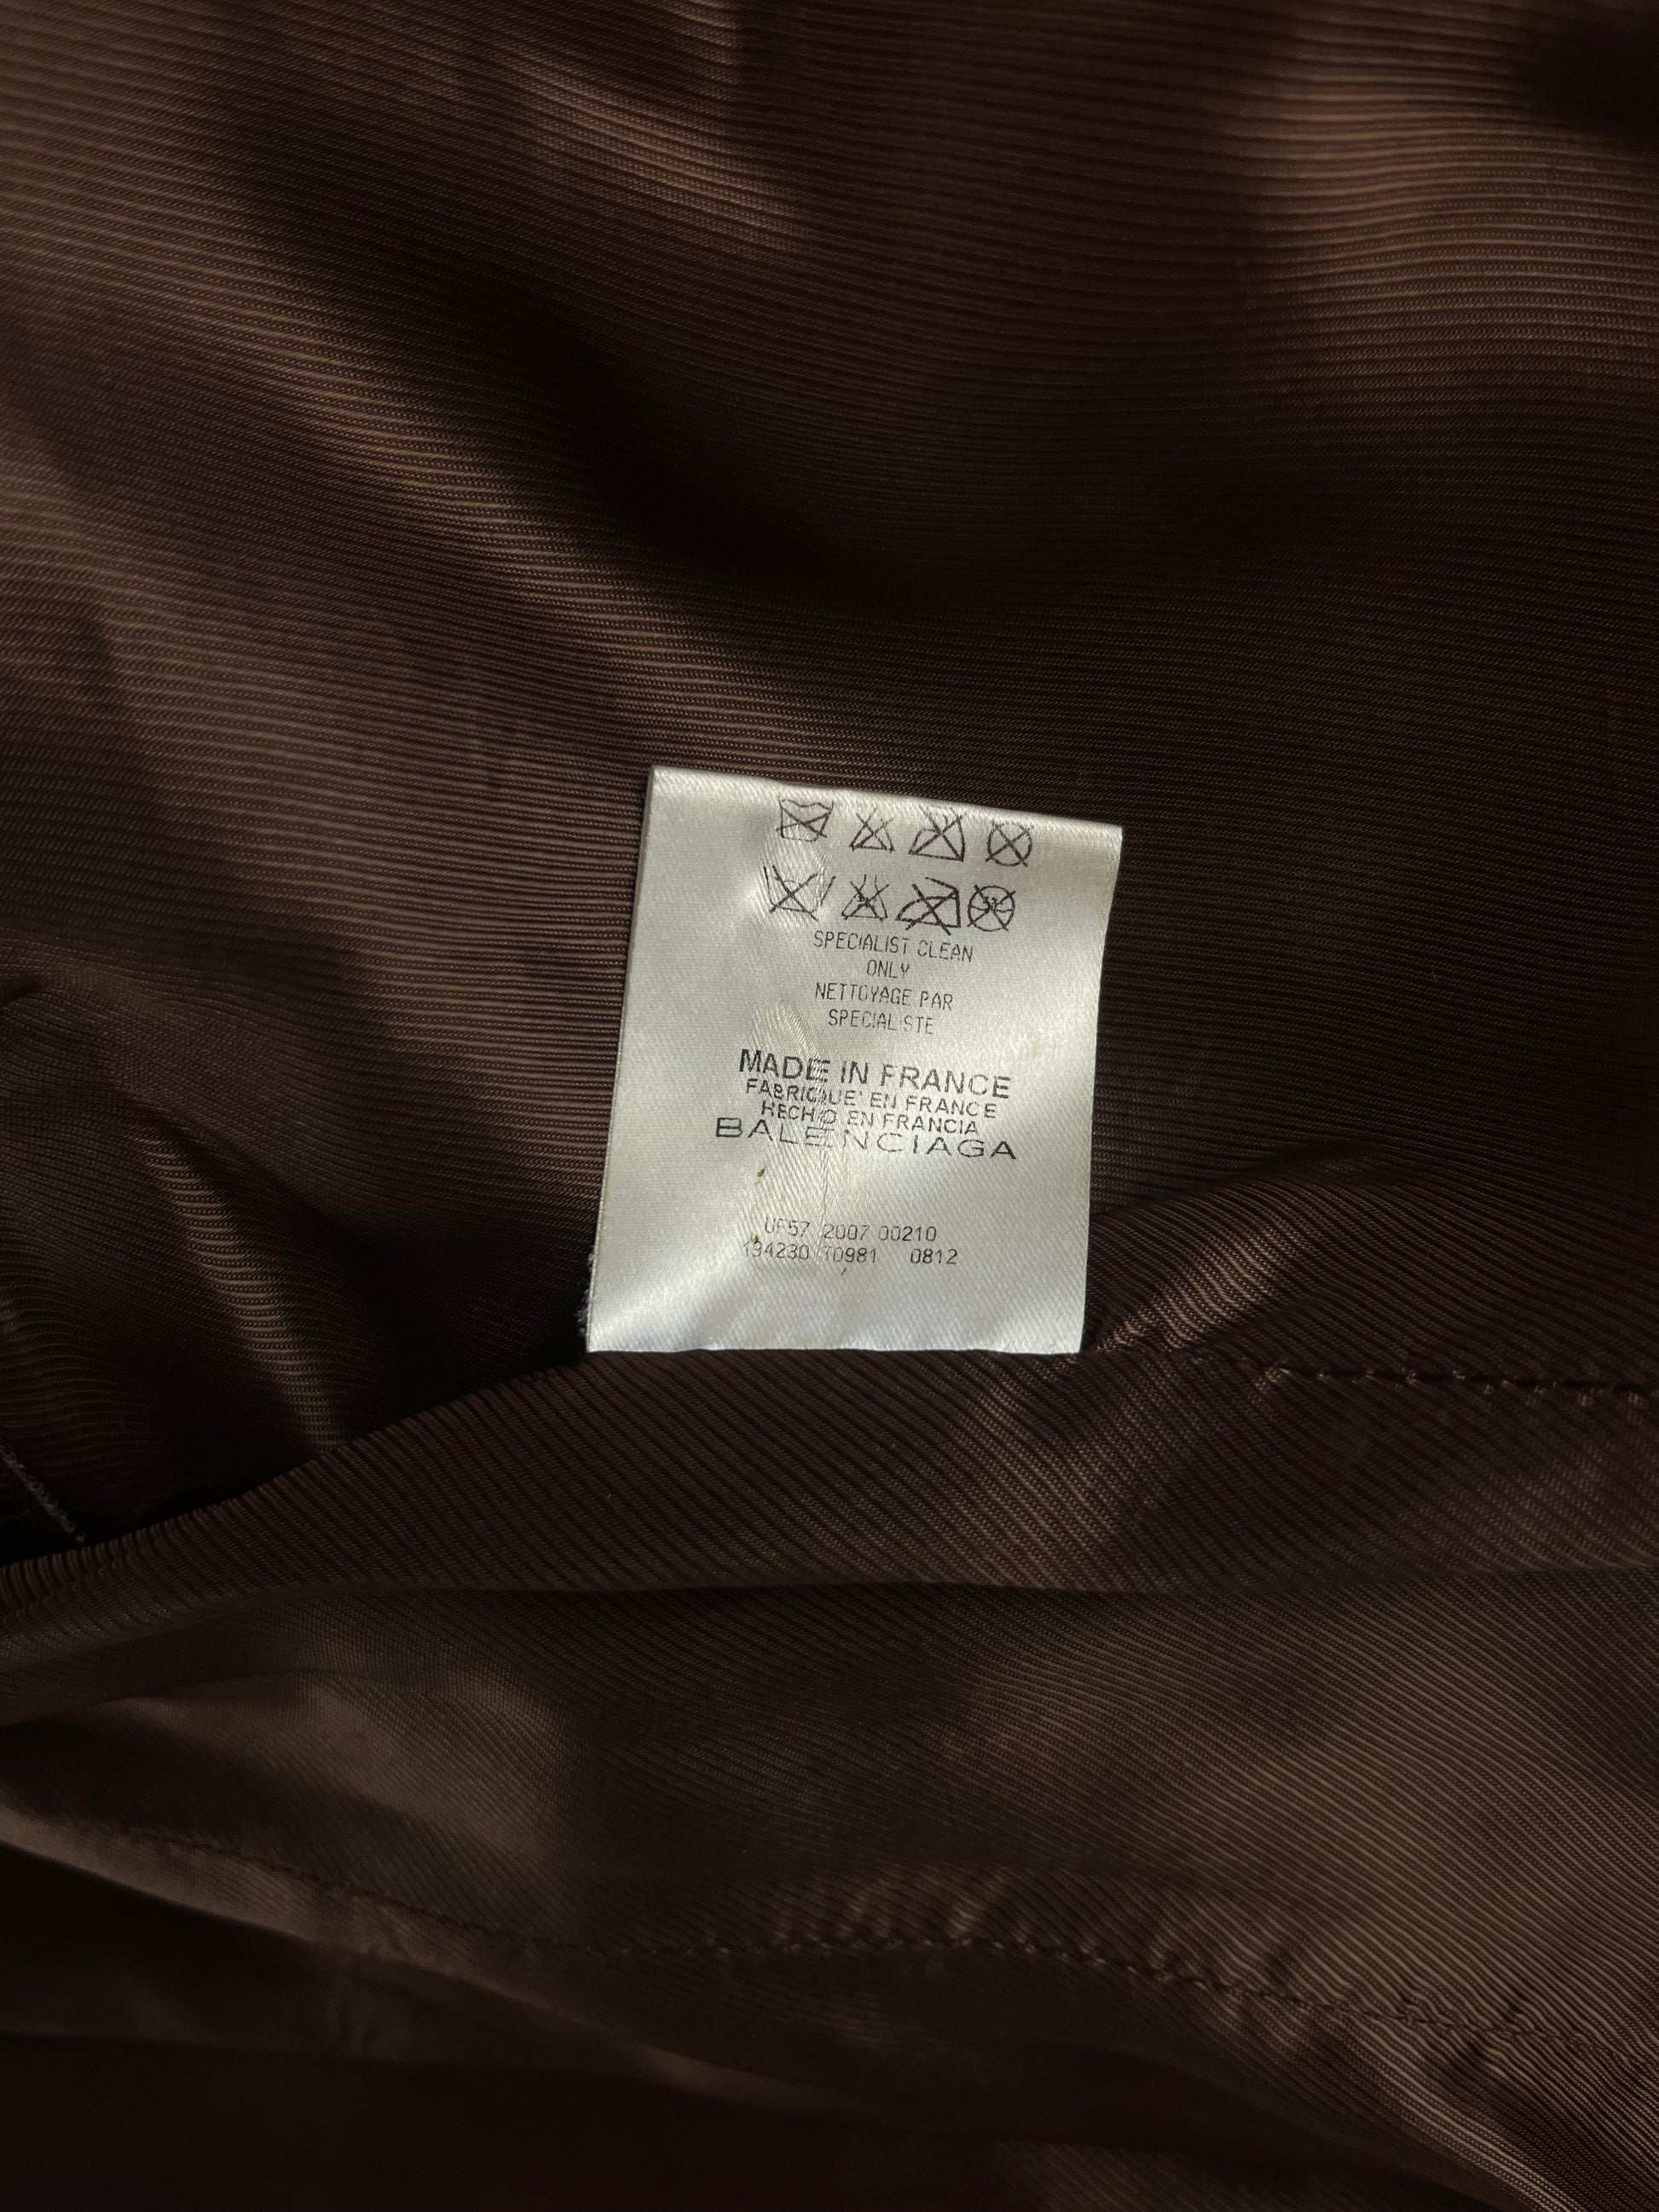 SPECIALIST CLEAN
ONLY
NETTOYAGE PAR
SPECIALISTE
MADE IN FRANCE
FABRIQUE' EN FRANCE
HECHO EN FRANCIA
BALENCIAGA
UF57 2007 00210
194230 T0981 0812